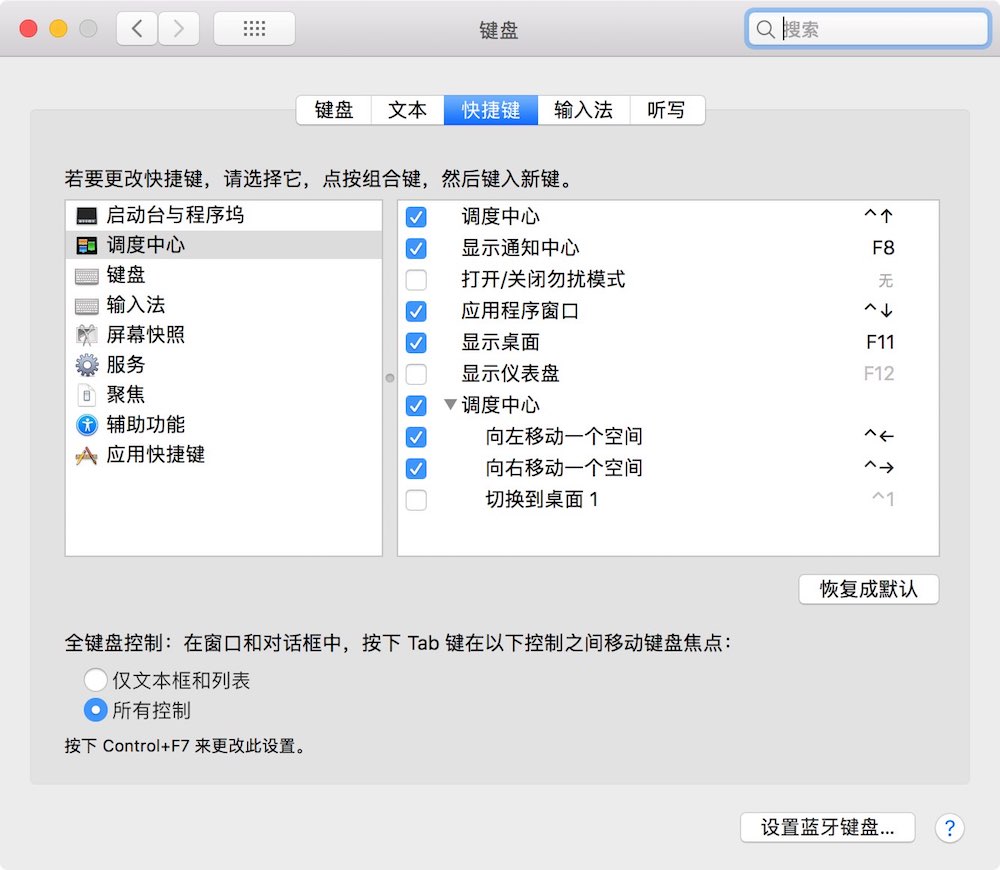 键盘
搜索
键盘 文本 快捷键 输入法 听写
若要更改快捷键，请选择它，点按组合键，然后键入新键。
启动台与程序坞
调度中心
键盘
输入法
屏幕快照
服务
聚焦
辅助功能
应用快捷键
调度中心 ^↑
显示通知中心 F8
打开/关闭勿扰模式 无
应用程序窗口 ^↓
显示桌面 F11
显示仪表盘 F12
调度中心
向左移动一个空间 ^←
向右移动一个空间 ^→
切换到桌面 1 ^1
恢复成默认
全键盘控制：在窗口和对话框中，按下 Tab 键在以下控制之间移动键盘焦点：
仅文本框和列表
所有控制
按下 Control+F7 来更改此设置。
设置蓝牙键盘... ?